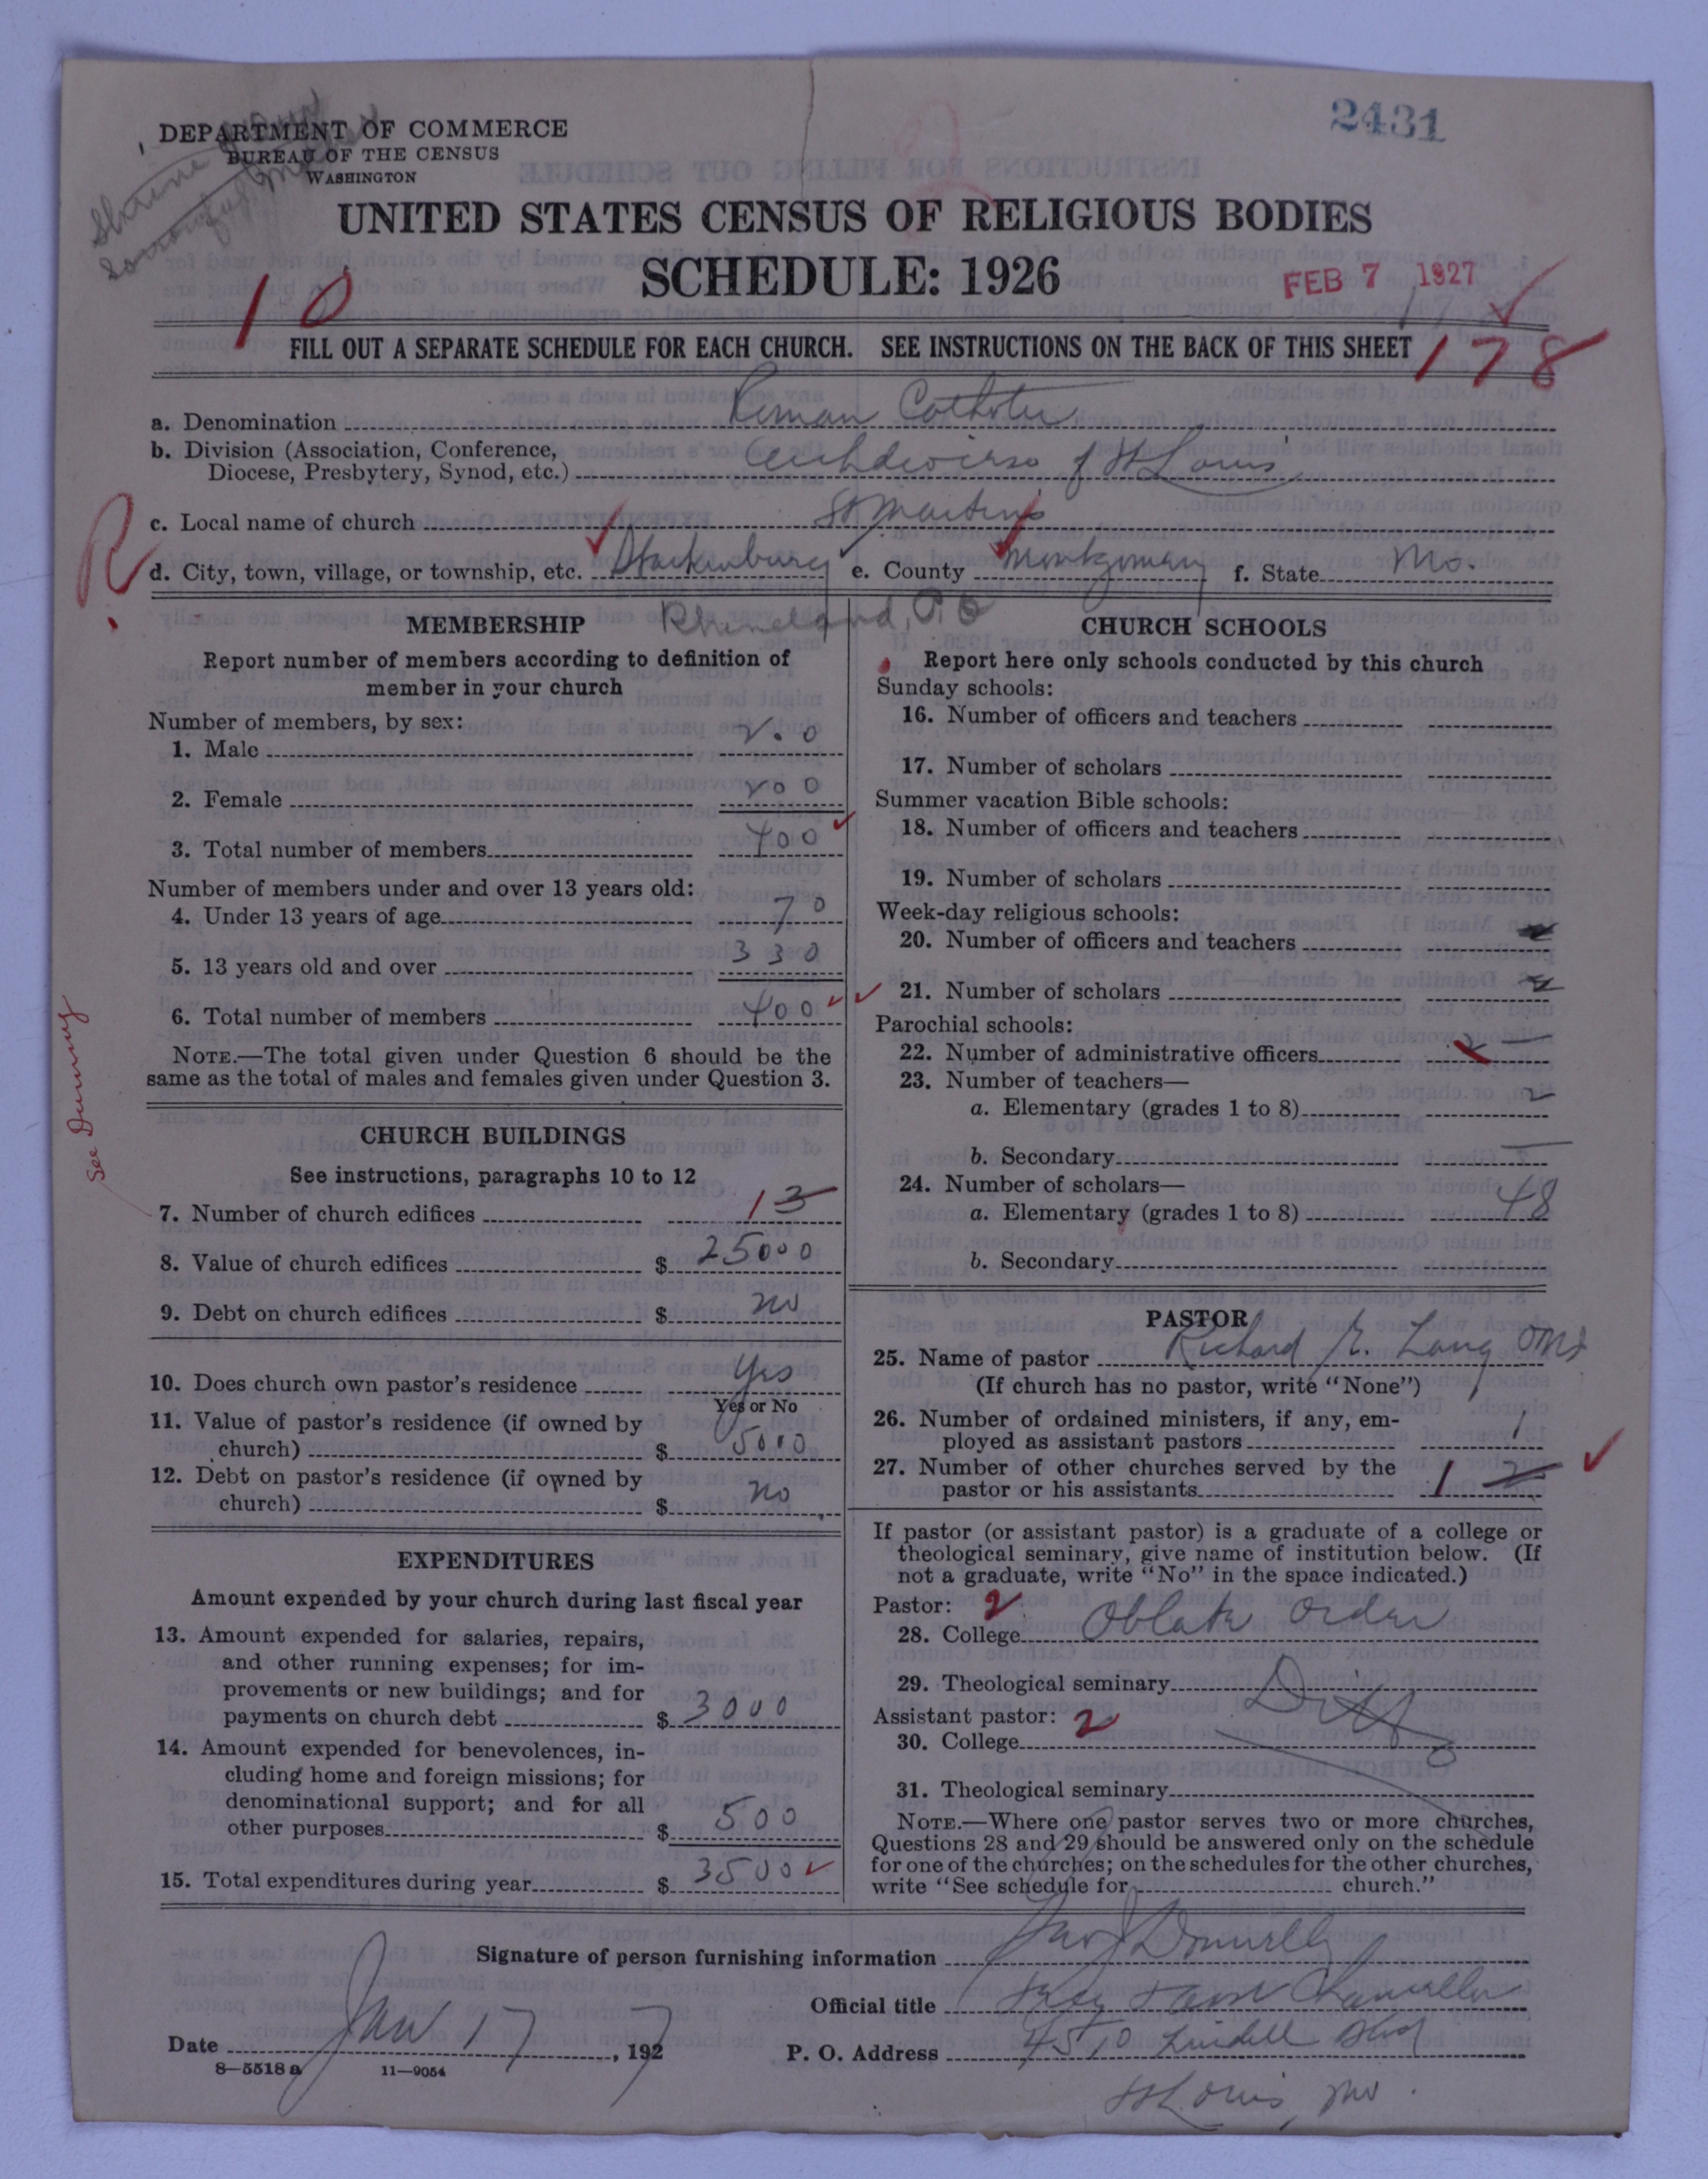 2431
DEPARTMENT OF COMMERCE
BUREAU OF THE CENSUS
WASHINGTON
Shrine
Sorrowful Mother
UNITED STATES CENSUS OF RELIGIOUS BODIES
SCHEDULE: 1926
FEB 7 1927
10
FILL OUT A SEPARATE SCHEDULE FOR EACH CHURCH. SEE INSTRUCTIONS ON THE BACK OF THIS SHEET
178
a. Denomination Roman Catholic
b. Division (Association, Conference,
Diocese, Presbytery, Synod, etc.) Archdiocese of St Louis
c. Local name of church St Martins
R
d. City, town, village, or township, etc. Starkenburg e. County Montgomery f. State Mo.
Rhineland, P.O
MEMBERSHIP
Report number of members according to definition of
member in your church
Number of members, by sex:
1. Male 200
2. Female 200
3. Total number of members 400
Number of members under and over 13 years old:
4. Under 13 years of age 70
5. 13 years old and over 330
6. Total number of members 400
NOTE.—The total given under Question 6 should be the
same as the total of males and females given under Question 3.
See Dummy
CHURCH BUILDINGS
See instructions, paragraphs 10 to 12
7. Number of church edifices 1 3
8. Value of church edifices $ 25000
9. Debt on church edifices $ no
10. Does church own pastor's residence Yes
Yes or No
11. Value of pastor's residence (if owned by
church) $ 5000
12. Debt on pastor's residence (if owned by
church) $ no
EXPENDITURES
Amount expended by your church during last fiscal year
13. Amount expended for salaries, repairs,
and other running expenses; for im-
provements or new buildings; and for
payments on church debt $ 3000
14. Amount expended for benevolences, in-
cluding home and foreign missions; for
denominational support; and for all
other purposes $ 500
15. Total expenditures during year $ 3500
CHURCH SCHOOLS
Report here only schools conducted by this church
Sunday schools:
16. Number of officers and teachers
17. Number of scholars
Summer vacation Bible schools:
18. Number of officers and teachers
19. Number of scholars
Week-day religious schools:
20. Number of officers and teachers
21. Number of scholars
Parochial schools:
22. Number of administrative officers
23. Number of teachers—
a. Elementary (grades 1 to 8) 2
b. Secondary —
24. Number of scholars—
a. Elementary (grades 1 to 8) 48
b. Secondary
PASTOR
25. Name of pastor Richard K. Lang OMI
(If church has no pastor, write "None")
26. Number of ordained ministers, if any, em-
ployed as assistant pastors 1
27. Number of other churches served by the
pastor or his assistants 1 2
If pastor (or assistant pastor) is a graduate of a college or
theological seminary, give name of institution below. (If
not a graduate, write "No" in the space indicated.)
Pastor: 2
28. College Oblate Order
29. Theological seminary Ditto
Assistant pastor: 2
30. College
31. Theological seminary
NOTE.—Where one pastor serves two or more churches,
Questions 28 and 29 should be answered only on the schedule
for one of the churches; on the schedules for the other churches,
write "See schedule for church."
Signature of person furnishing information
Official title Chancellor
Date Jan 17, 1927
P. O. Address 4510 Lindell Blvd
St Louis, Mo.
8—5518 a 11—9054